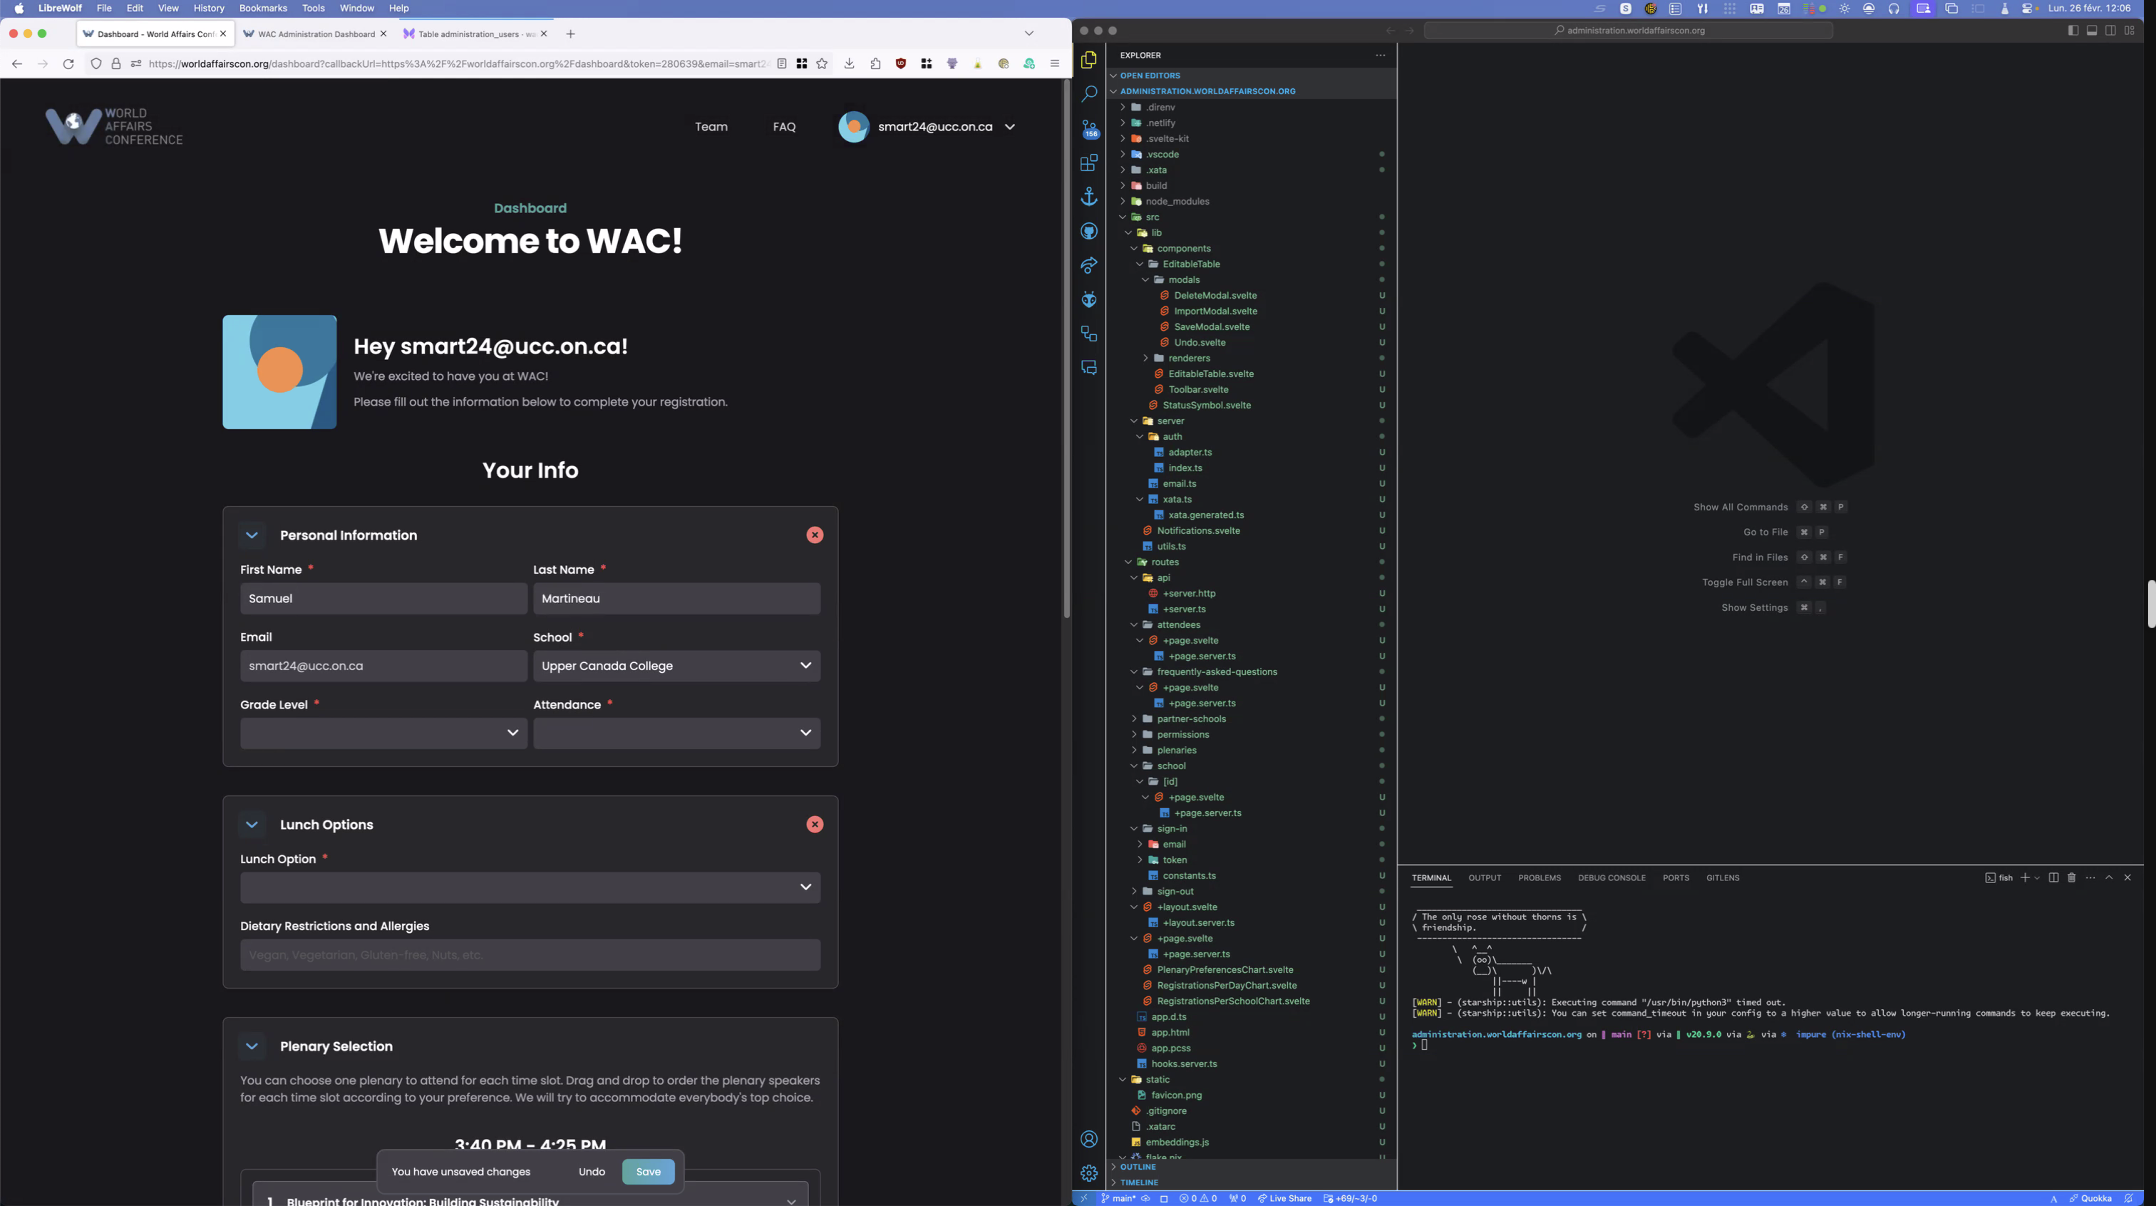 LibreWolf File Edit View History Bookmarks Tools Window Help
Lun. 26 févr. 12:06
Dashboard - World Affairs Conf
WAC Administration Dashboard
Table administration_users - wa
https://worldaffairscon.org/dashboard?callbackUrl=https%3A%2F%2Fworldaffairscon.org%2Fdashboard&token=280639&email=smart24
WORLD
AFFAIRS
CONFERENCE
Team FAQ smart24@ucc.on.ca
Dashboard
Welcome to WAC!
Hey smart24@ucc.on.ca!
We're excited to have you at WAC!
Please fill out the information below to complete your registration.
Your Info
Personal Information
First Name * Last Name *
Samuel Martineau
Email School *
smart24@ucc.on.ca Upper Canada College
Grade Level * Attendance *
Lunch Options
Lunch Option *
Dietary Restrictions and Allergies
Vegan, Vegetarian, Gluten-free, Nuts, etc.
Plenary Selection
You can choose one plenary to attend for each time slot. Drag and drop to order the plenary speakers
for each time slot according to your preference. We will try to accommodate everybody's top choice.
3:40 PM - 4:25 PM
You have unsaved changes Undo Save
1 Blueprint for Innovation: Building Sustainability
administration.worldaffairscon.org
156
EXPLORER
OPEN EDITORS
ADMINISTRATION.WORLDAFFAIRSCON.ORG
.direnv
.netlify
.svelte-kit
.vscode
.xata
build
node_modules
src
lib
components
EditableTable
modals
DeleteModal.svelte U
ImportModal.svelte U
SaveModal.svelte U
Undo.svelte U
renderers
EditableTable.svelte U
Toolbar.svelte U
StatusSymbol.svelte U
server
auth
adapter.ts U
index.ts U
email.ts U
xata.ts U
xata.generated.ts U
Notifications.svelte U
utils.ts U
routes
api
+server.http U
+server.ts U
attendees
+page.svelte U
+page.server.ts U
frequently-asked-questions
+page.svelte U
+page.server.ts U
partner-schools
permissions
plenaries
school
[id]
+page.svelte U
+page.server.ts U
sign-in
email
token
constants.ts U
sign-out
+layout.svelte U
+layout.server.ts U
+page.svelte U
+page.server.ts U
PlenaryPreferencesChart.svelte U
RegistrationsPerDayChart.svelte U
RegistrationsPerSchoolChart.svelte U
app.d.ts U
app.html U
app.pcss U
hooks.server.ts U
static
favicon.png U
.gitignore U
.xatarc U
embeddings.js U
flake.nix U
OUTLINE
TIMELINE
Show All Commands ⇧ ⌘ P
Go to File ⌘ P
Find in Files ⇧ ⌘ F
Toggle Full Screen ^ ⌘ F
Show Settings ⌘ ,
TERMINAL OUTPUT PROBLEMS DEBUG CONSOLE PORTS GITLENS
fish
/ The only rose without thorns is \
\ friendship. /
\ ^__^
\ (oo)\_______
(__)\ )\/\
||----w |
|| ||
[WARN] - (starship::utils): Executing command "/usr/bin/python3" timed out.
[WARN] - (starship::utils): You can set command_timeout in your config to a higher value to allow longer-running commands to keep executing.
administration.worldaffairscon.org on main [?] via v20.9.0 via via impure (nix-shell-env)
main* 0 0 0 Live Share +69/~3/-0 Quokka